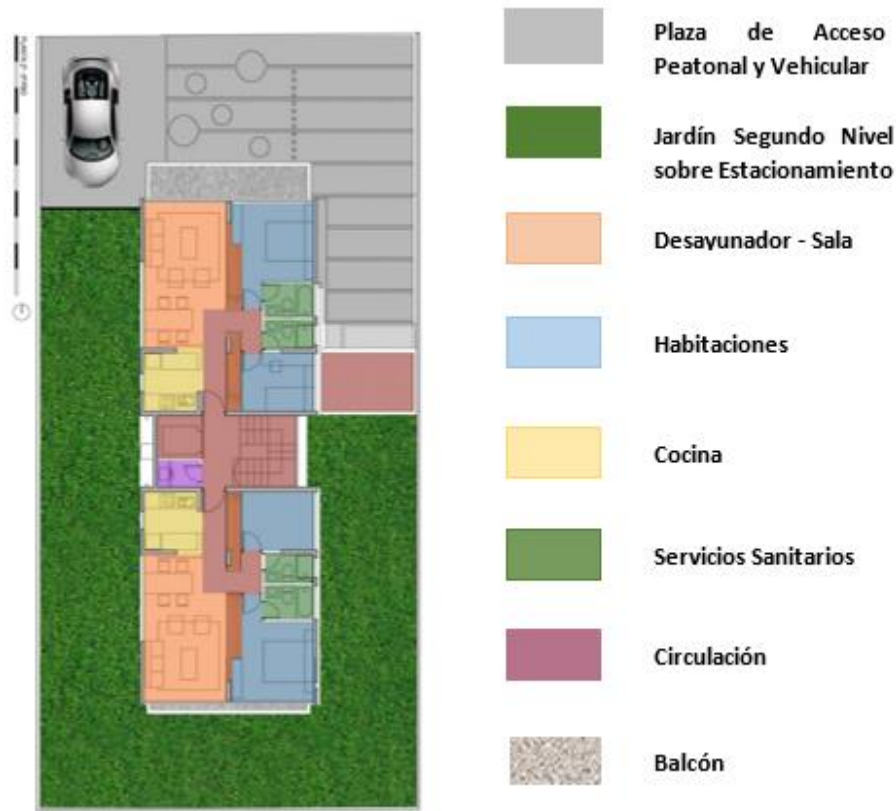 Plaza de Acceso
Peatonal y Vehicular
Jardín Segundo Nivel
sobre Estacionamiento
Desayunador - Sala
Habitaciones
Cocina
Servicios Sanitarios
Circulación
Balcón